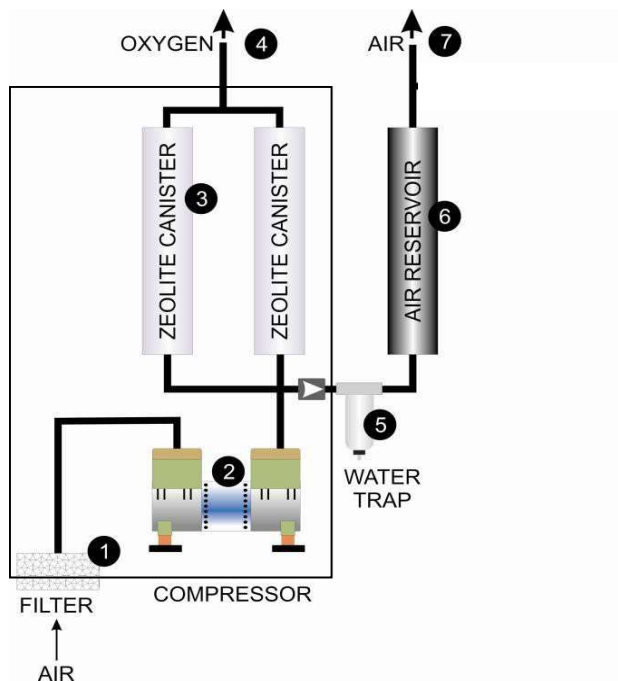 OXYGEN
4
AIR
7
ZEOLITE CANISTER
3
ZEOLITE CANISTER
AIR RESERVOIR
6
5
WATER
TRAP
2
1
COMPRESSOR
FILTER
AIR